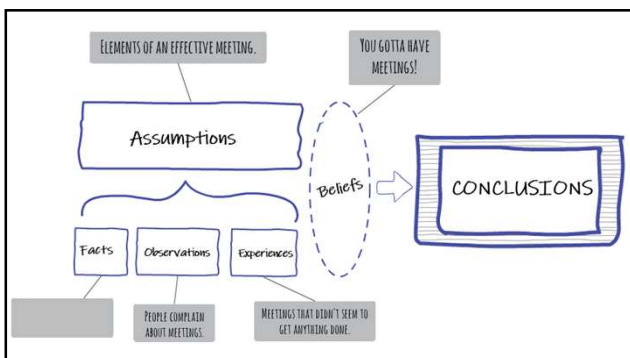 ELEMENTS OF AN EFFECTIVE MEETING.
YOU GOTTA HAVE
MEETINGS!
Assumptions
Beliefs
CONCLUSIONS
Facts
Observations
Experiences
PEOPLE COMPLAIN
ABOUT MEETINGS.
MEETINGS THAT DIDN'T SEEM TO
GET ANYTHING DONE.